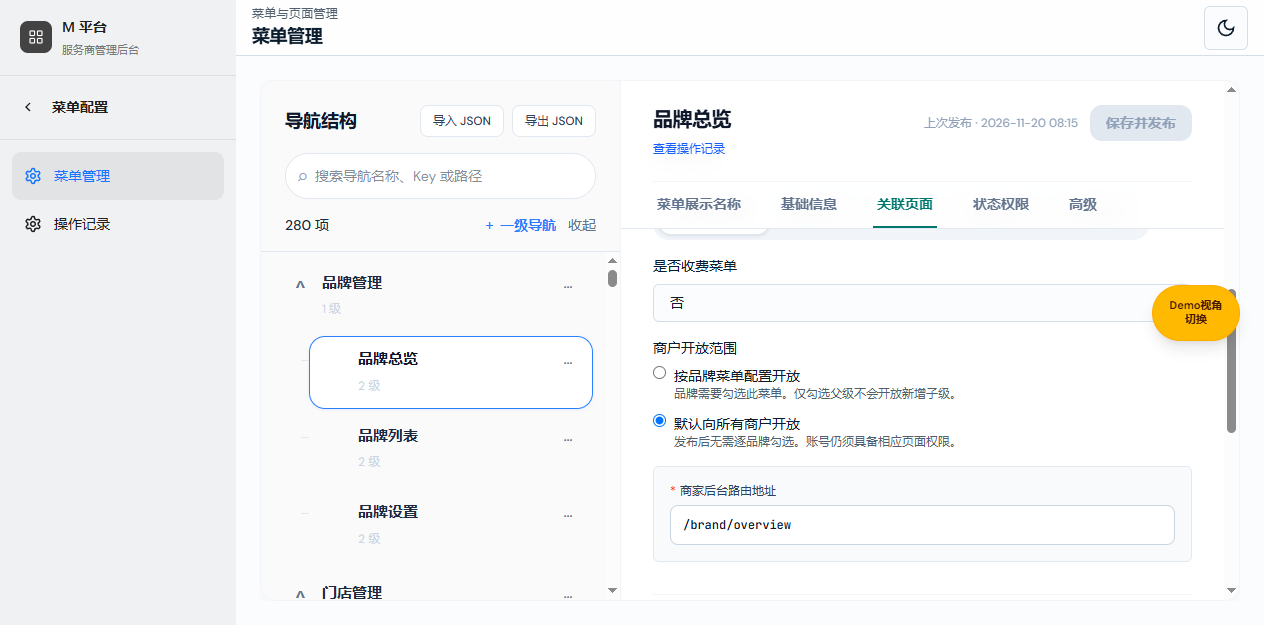 M 平台
服务商管理后台
菜单配置
菜单管理
操作记录
菜单与页面管理
菜单管理
导航结构
导入 JSON
导出 JSON
搜索导航名称、Key 或路径
280 项
+ 一级导航
收起
品牌管理
...
1 级
品牌总览
...
2 级
品牌列表
...
2 级
品牌设置
...
2 级
门店管理
...
品牌总览
查看操作记录
上次发布 · 2026-11-20 08:15
保存并发布
菜单展示名称
基础信息
关联页面
状态权限
高级
是否收费菜单
否
商户开放范围
按品牌菜单配置开放
品牌需要勾选此菜单。仅勾选父级不会开放新增子级。
默认向所有商户开放
发布后无需逐品牌勾选。账号仍须具备相应页面权限。
* 商家后台路由地址
/brand/overview
Demo视角
切换